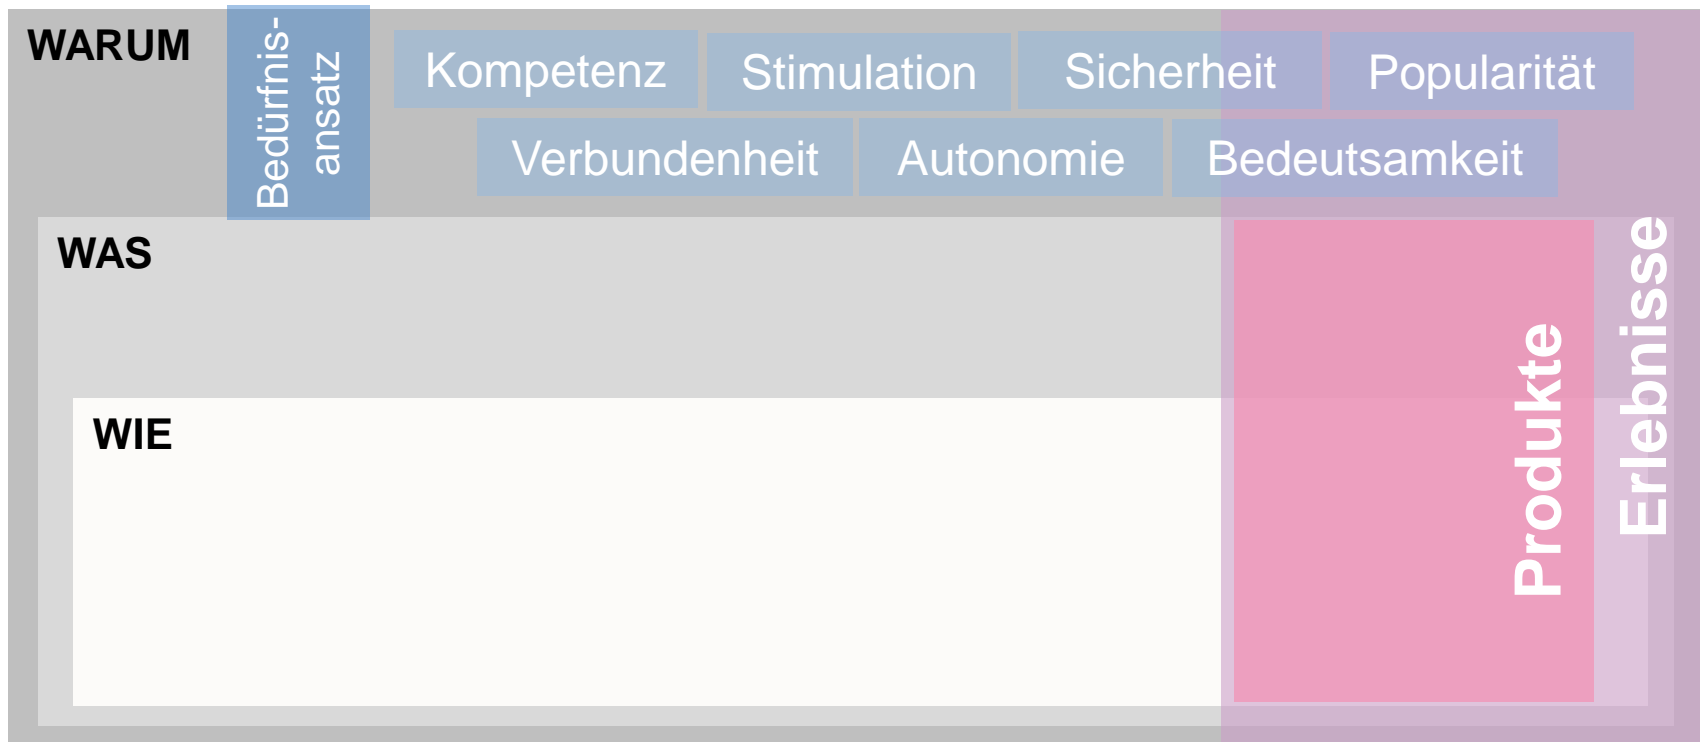 WARUM
Bedürfnis-
ansatz
Kompetenz
Stimulation
Sicherheit
Popularität
Verbundenheit
Autonomie
Bedeutsamkeit
WAS
WIE
Produkte
Erlebnisse